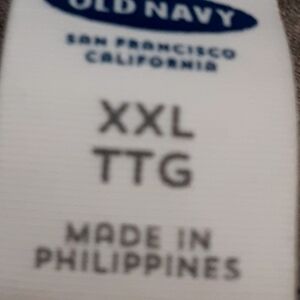 OLD NAVY
SAN FRANCISCO
CALIFORNIA
XXL
TTG
MADE IN
PHILIPPINES